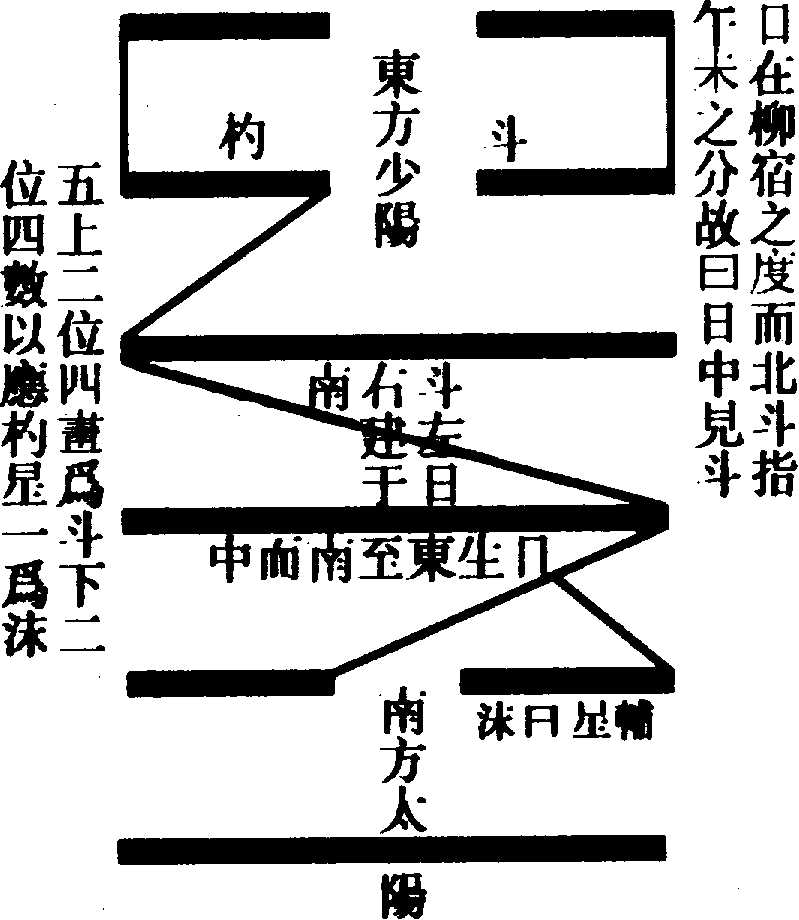 日在柳宿之度而北斗指
午未之分故曰日中見斗
東方少陽
斗
杓
斗左日
右建于
南
日生東至南而中
輔星曰沬
南方太陽
五上二位四畫爲斗下二
位四數以應杓星一爲沬